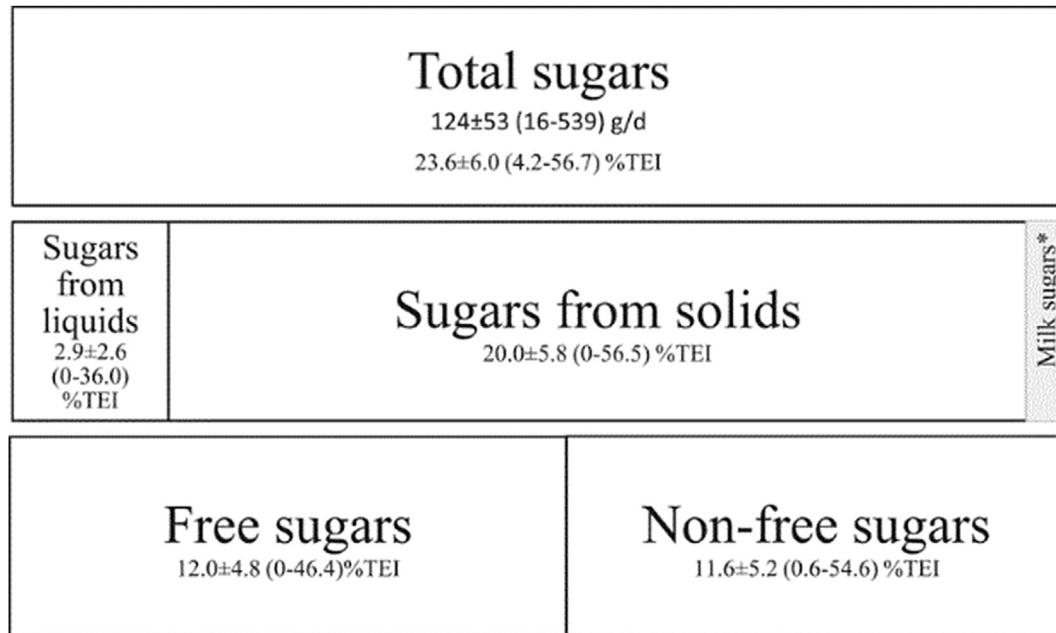 Total sugars
124±53 (16-539) g/d
23.6±6.0 (4.2-56.7) %TEI
Sugars
from
liquids
2.9±2.6
(0-36.0)
%TEI
Sugars from solids
20.0±5.8 (0-56.5) %TEI
Milk sugars*
Free sugars
12.0±4.8 (0-46.4)%TEI
Non-free sugars
11.6±5.2 (0.6-54.6) %TEI